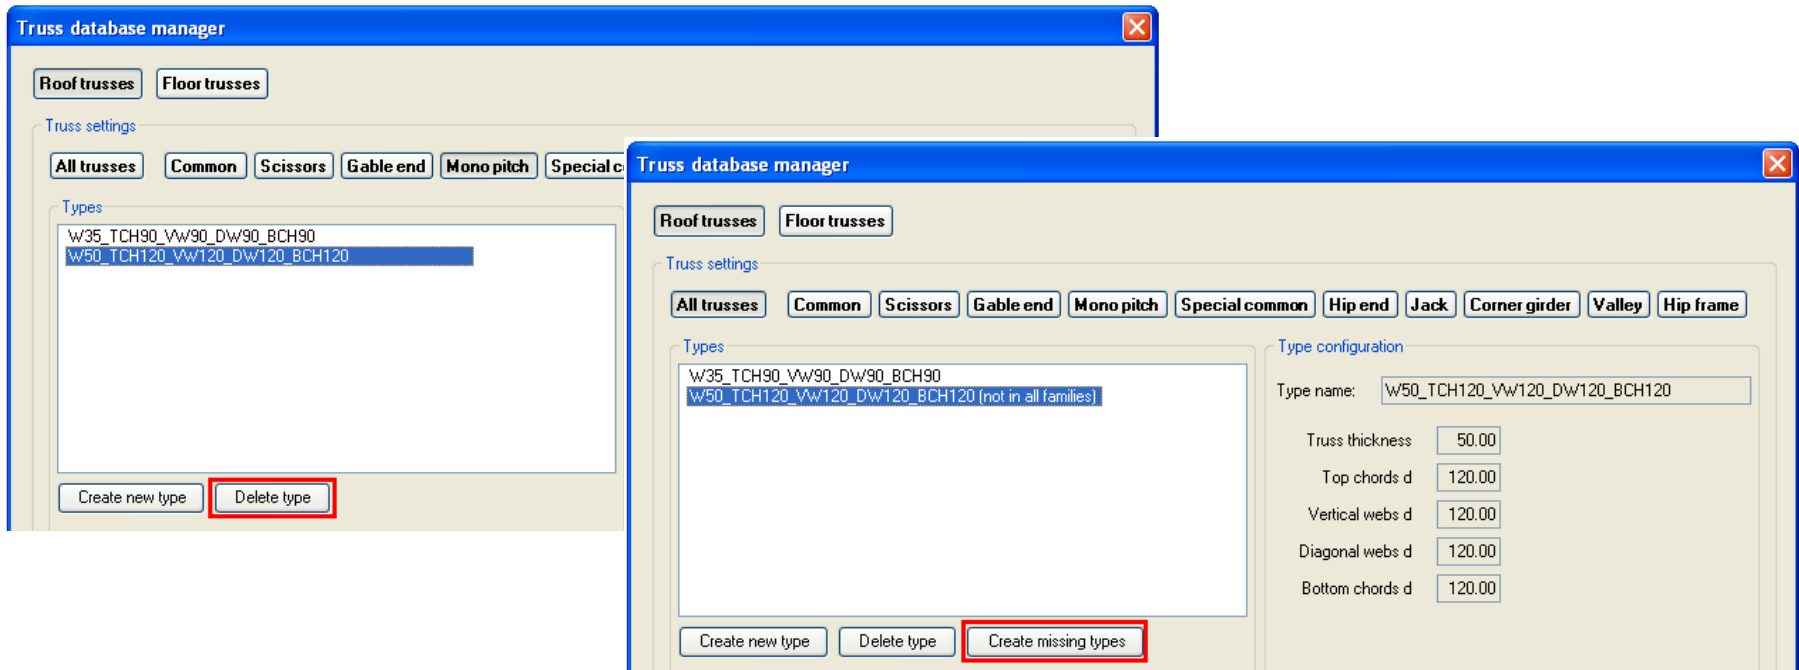 Truss database manager
Roof trusses Floor trusses
Truss settings
All trusses Common Scissors Gable end Mono pitch Special c
Types
W35_TCH90_VW90_DW90_BCH90
W50_TCH120_VW120_DW120_BCH120
Create new type Delete type
Truss database manager
Roof trusses Floor trusses
Truss settings
All trusses Common Scissors Gable end Mono pitch Special common Hip end Jack Corner girder Valley Hip frame
Types
W35_TCH90_VW90_DW90_BCH90
W50_TCH120_VW120_DW120_BCH120 (not in all families)
Create new type Delete type Create missing types
Type configuration
Type name: W50_TCH120_VW120_DW120_BCH120
Truss thickness 50.00
Top chords d 120.00
Vertical webs d 120.00
Diagonal webs d 120.00
Bottom chords d 120.00